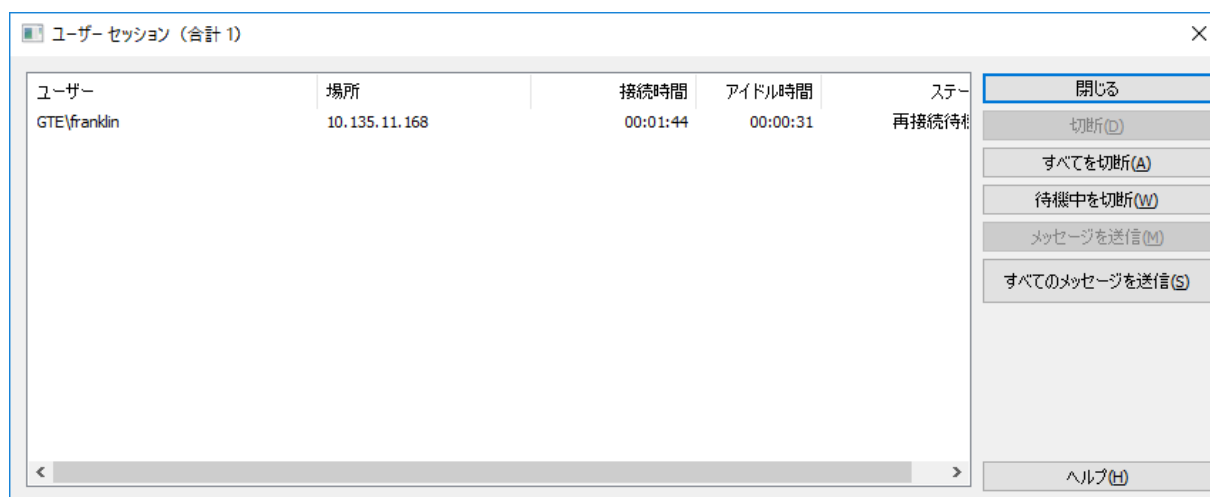 ユーザー セッション（合計 1）
ユーザー 場所 接続時間 アイドル時間 ステー
GTE\franklin 10.135.11.168 00:01:44 00:00:31 再接続待機
閉じる
切断(D)
すべてを切断(A)
待機中を切断(W)
メッセージを送信(M)
すべてのメッセージを送信(S)
ヘルプ(H)